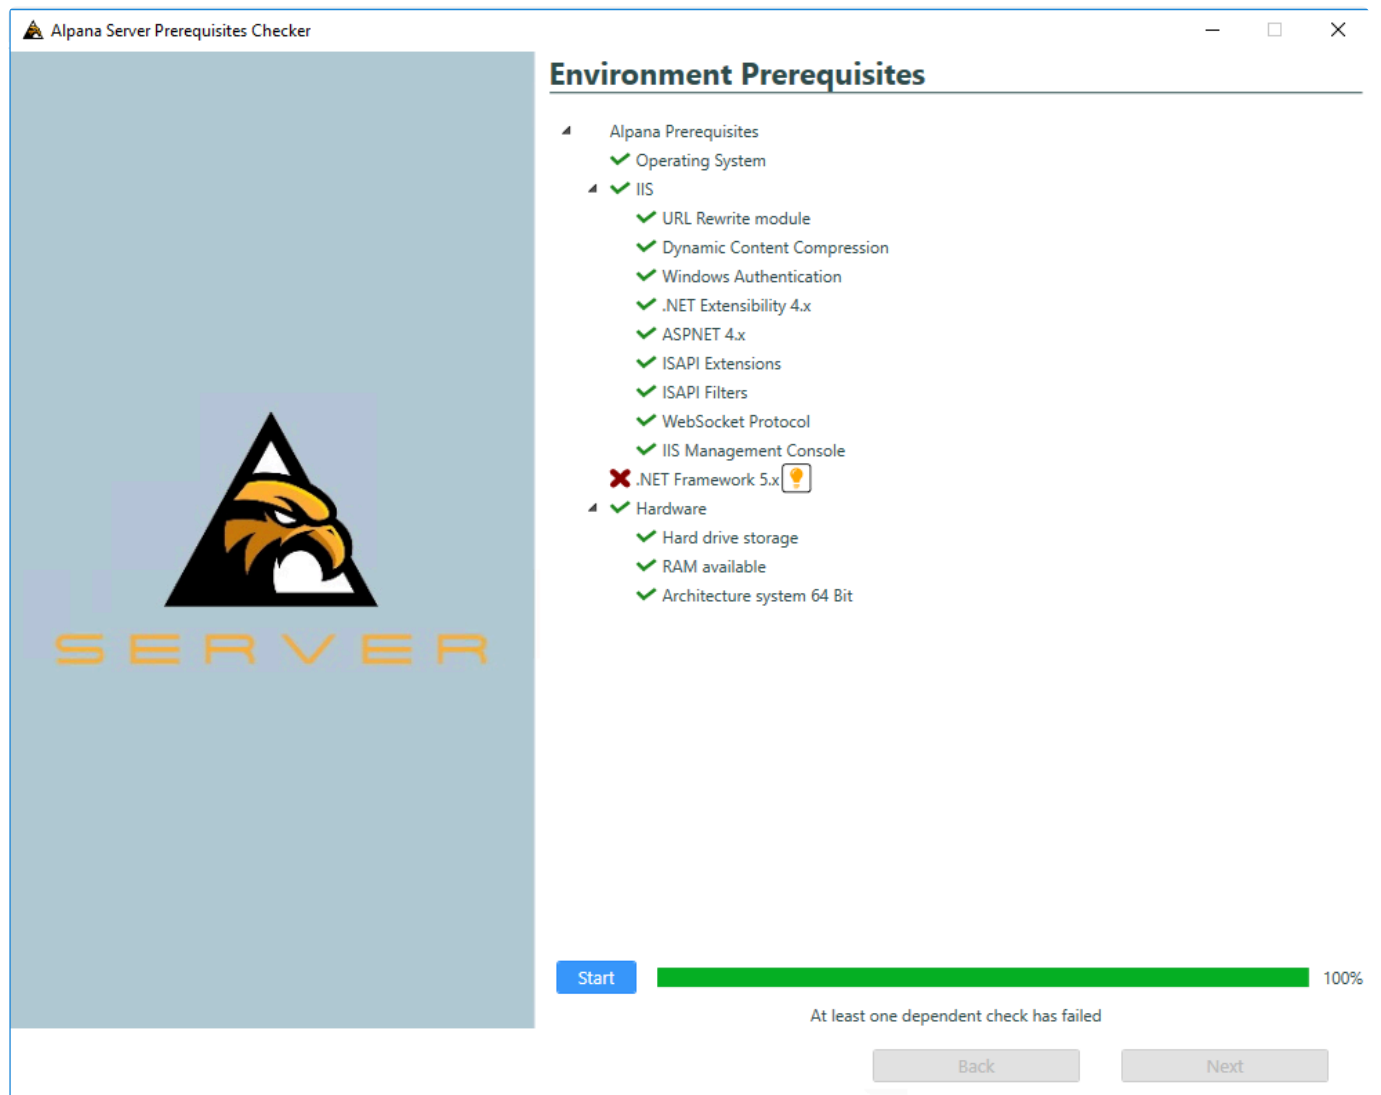 Alpana Server Prerequisites Checker
Environment Prerequisites
Alpana Prerequisites
Operating System
IIS
URL Rewrite module
Dynamic Content Compression
Windows Authentication
.NET Extensibility 4.x
ASPNET 4.x
ISAPI Extensions
ISAPI Filters
WebSocket Protocol
IIS Management Console
.NET Framework 5.x
Hardware
Hard drive storage
RAM available
Architecture system 64 Bit
SERVER
Start
100%
At least one dependent check has failed
Back
Next